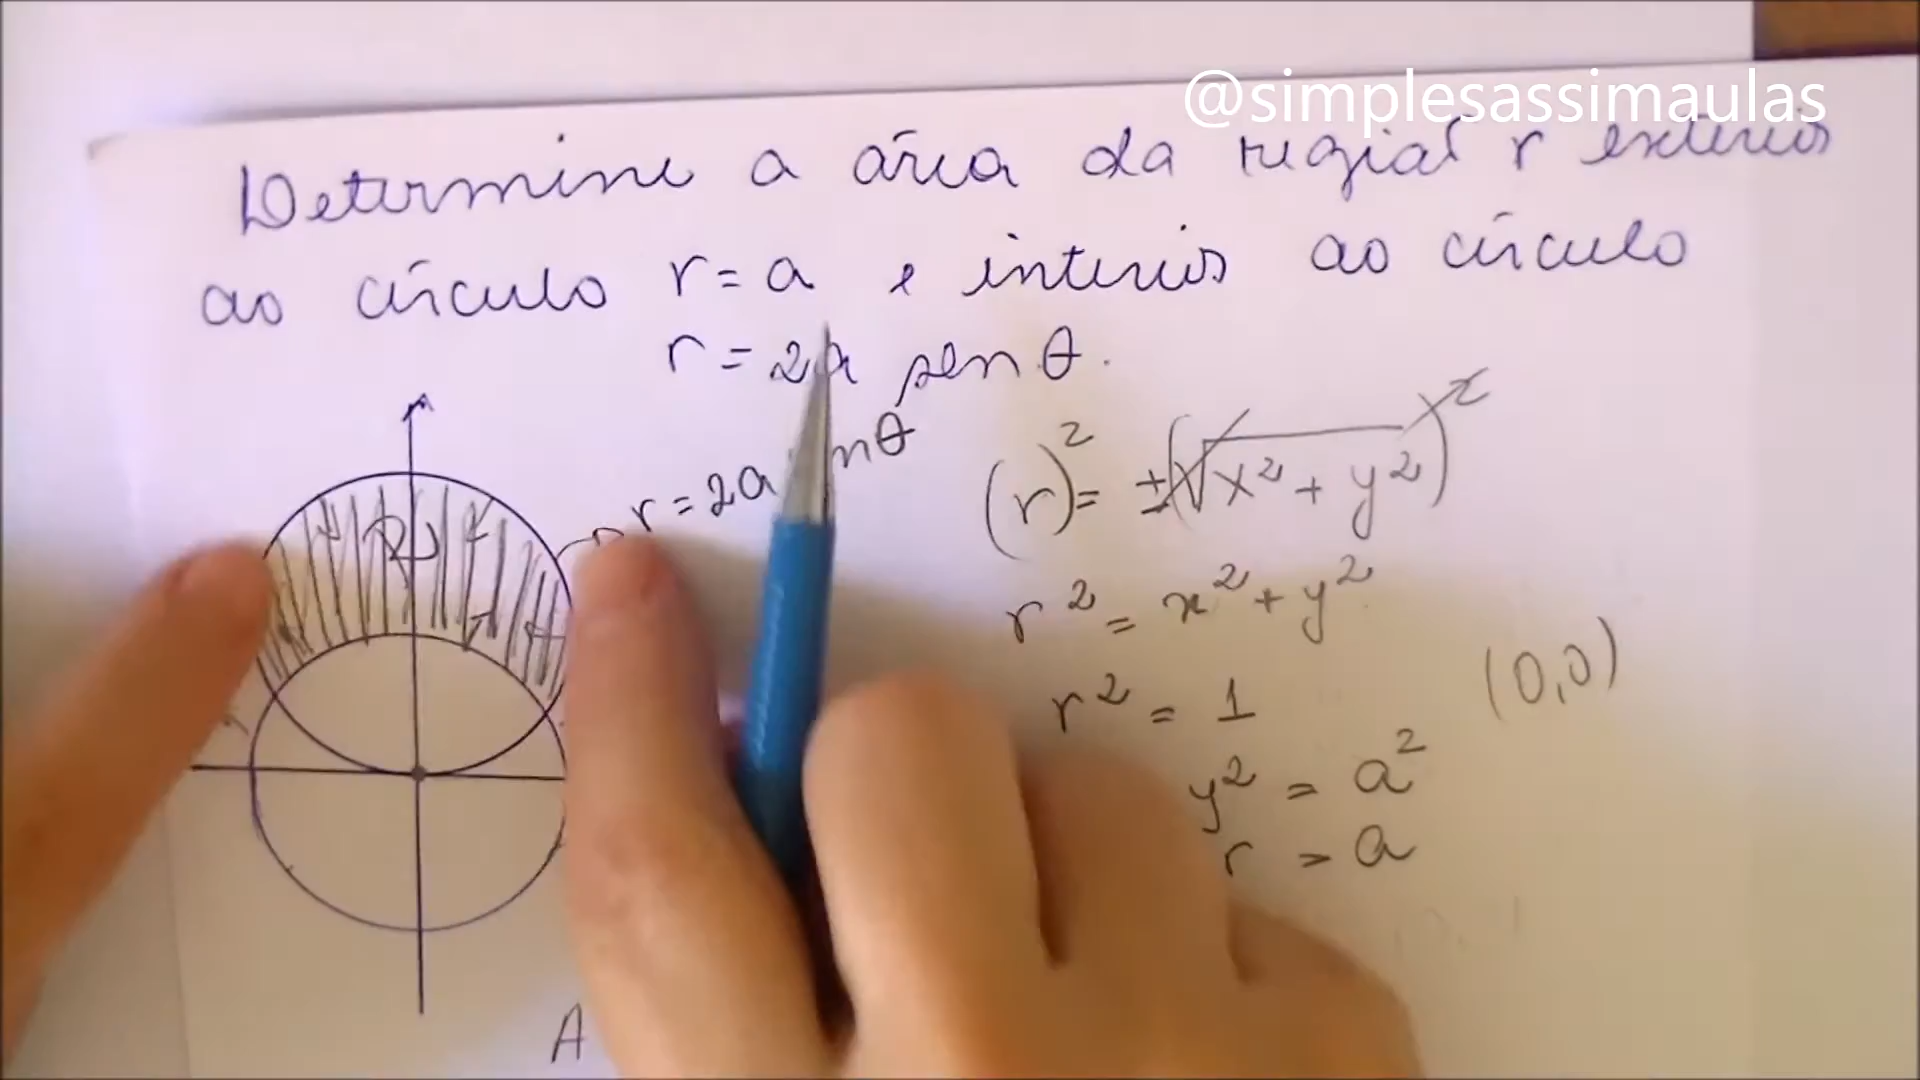 @simplesassimaulas
Determine a área da região r exterior
ao círculo r = a e interior ao círculo
r = 2a sen θ.
r = 2a nθ
(r)² = ±(√x² + y²)²
r² = x² + y²
r² = 1
(0,0)
y² = a²
r = a
R
A